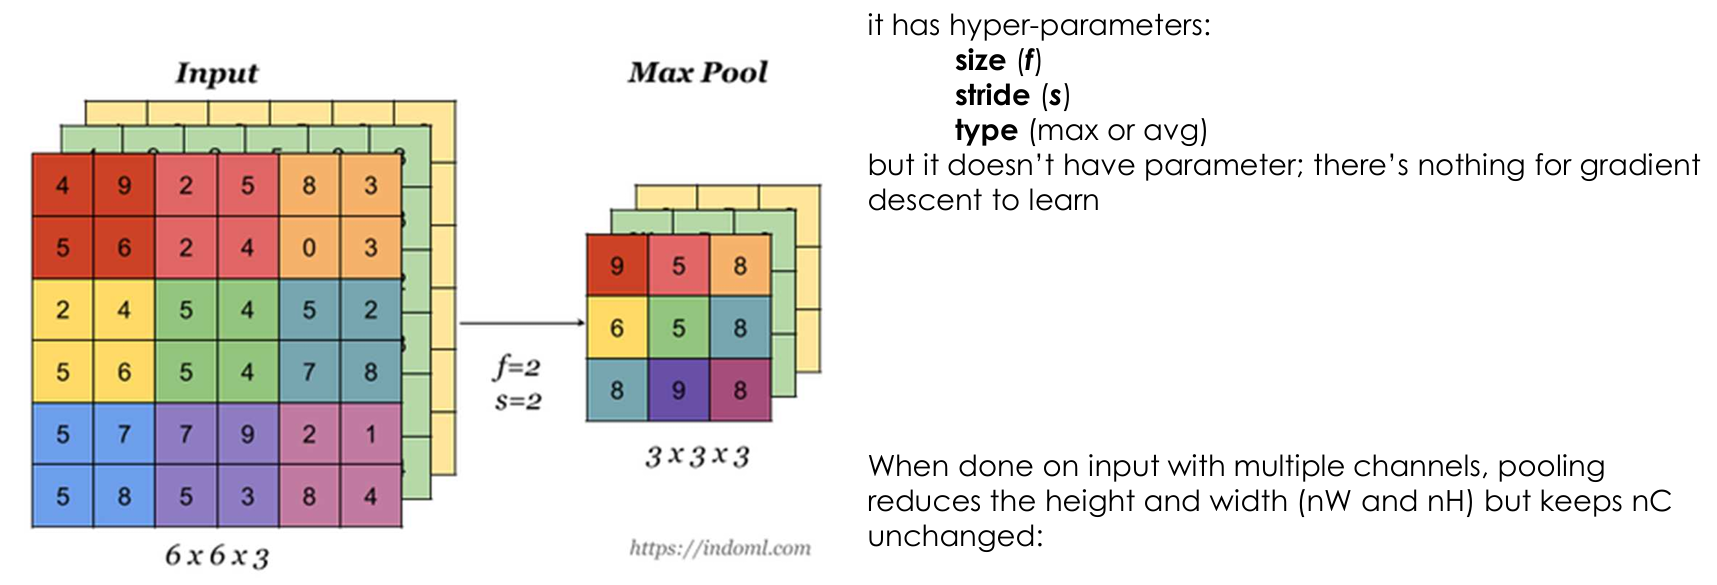 Input
4 9 2 5 8 3
5 6 2 4 0 3
2 4 5 4 5 2
5 6 5 4 7 8
5 7 7 9 2 1
5 8 5 3 8 4
6 x 6 x 3
f=2
s=2
Max Pool
9 5 8
6 5 8
8 9 8
3 x 3 x 3
https://indoml.com
it has hyper-parameters:
size (f)
stride (s)
type (max or avg)
but it doesn’t have parameter; there’s nothing for gradient
descent to learn
When done on input with multiple channels, pooling
reduces the height and width (nW and nH) but keeps nC
unchanged: